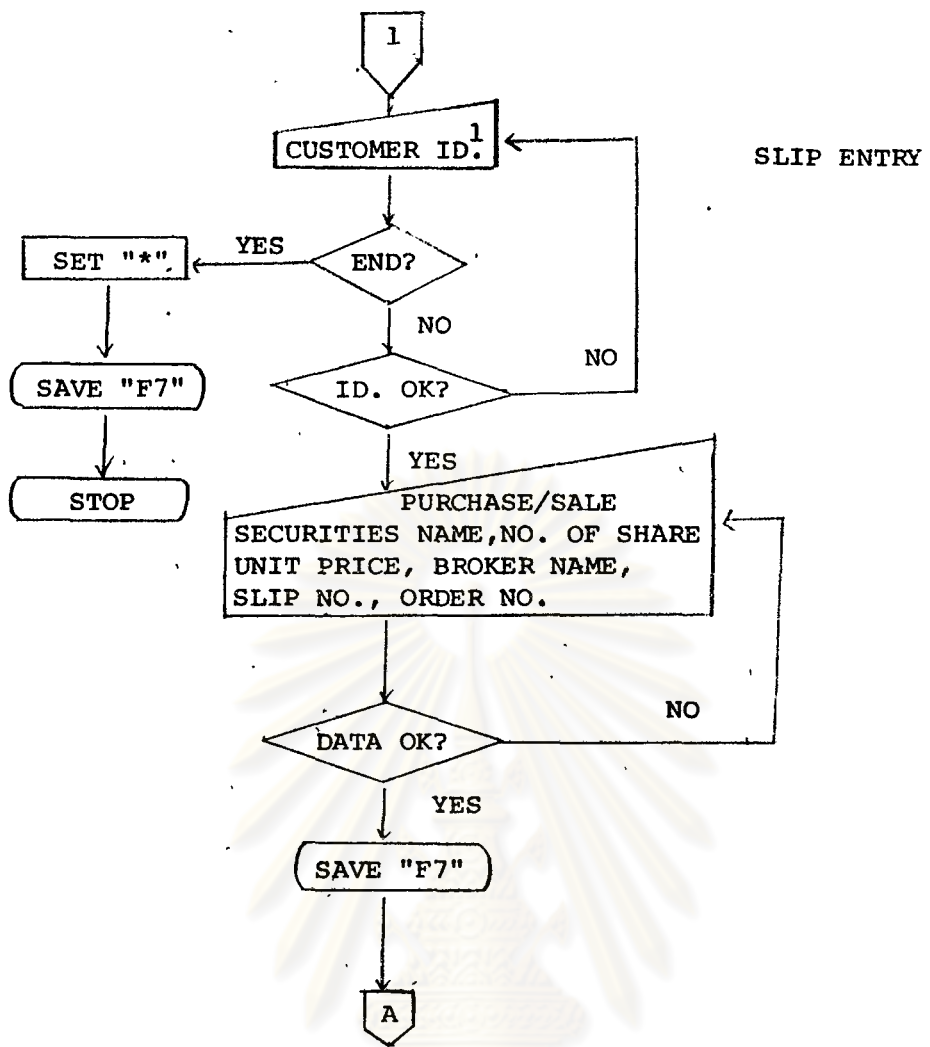 1
CUSTOMER ID.1
SLIP ENTRY
SET "*"
YES
END?
NO
NO
SAVE "F7"
ID. OK?
YES
STOP
PURCHASE/SALE
SECURITIES NAME,NO. OF SHARE
UNIT PRICE, BROKER NAME,
SLIP NO., ORDER NO.
NO
DATA OK?
YES
SAVE "F7"
A